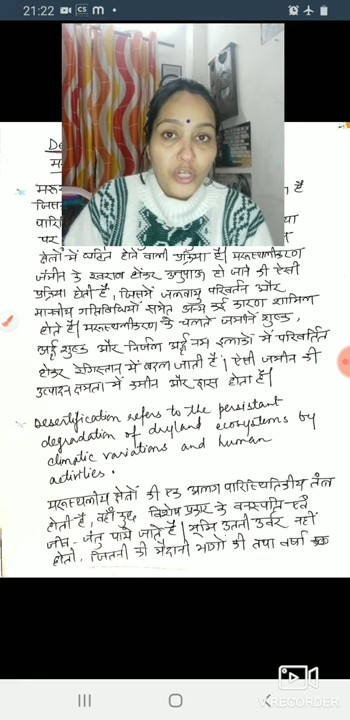 21:22
De
मरू
मरू
है
जिस
पारि
या
पर
क्षेत्रों में घटित होने वाली प्रक्रिया है। मरूस्थलीकरण
जमीन के खराब होकर अनुपजाऊ हो जाने की ऐसी
प्रक्रिया होती है, जिसमें जलवायु परिवर्तन और
मानवीय गतिविधियों समेत अन्य कई कारण शामिल
होते है। मरूस्थलीकरण के चलते जमीनें शुष्क,
अर्द्ध शुष्क और निर्जल अर्द्ध नम इलाकों में परिवर्तित
होकर रेगिस्तान में बदल जाती है। ऐसी जमीन की
उत्पादन क्षमता में कमी और ह्रास होता है।
Desertification refers to the persistant
degradation of dryland ecosystems by
climatic variations and human
activities.
मरूस्थलीय क्षेत्रों की एक अलग पारिस्थितिकीय तंत्र
होती है, वहाँ कुछ विशेष प्रकार के वनस्पति एवं
जीव-जंतु पाये जाते है। भूमि उतनी उर्वर नहीं
होती, जितनी की मैदानी भागों की तथा वर्षा
V RECORDER